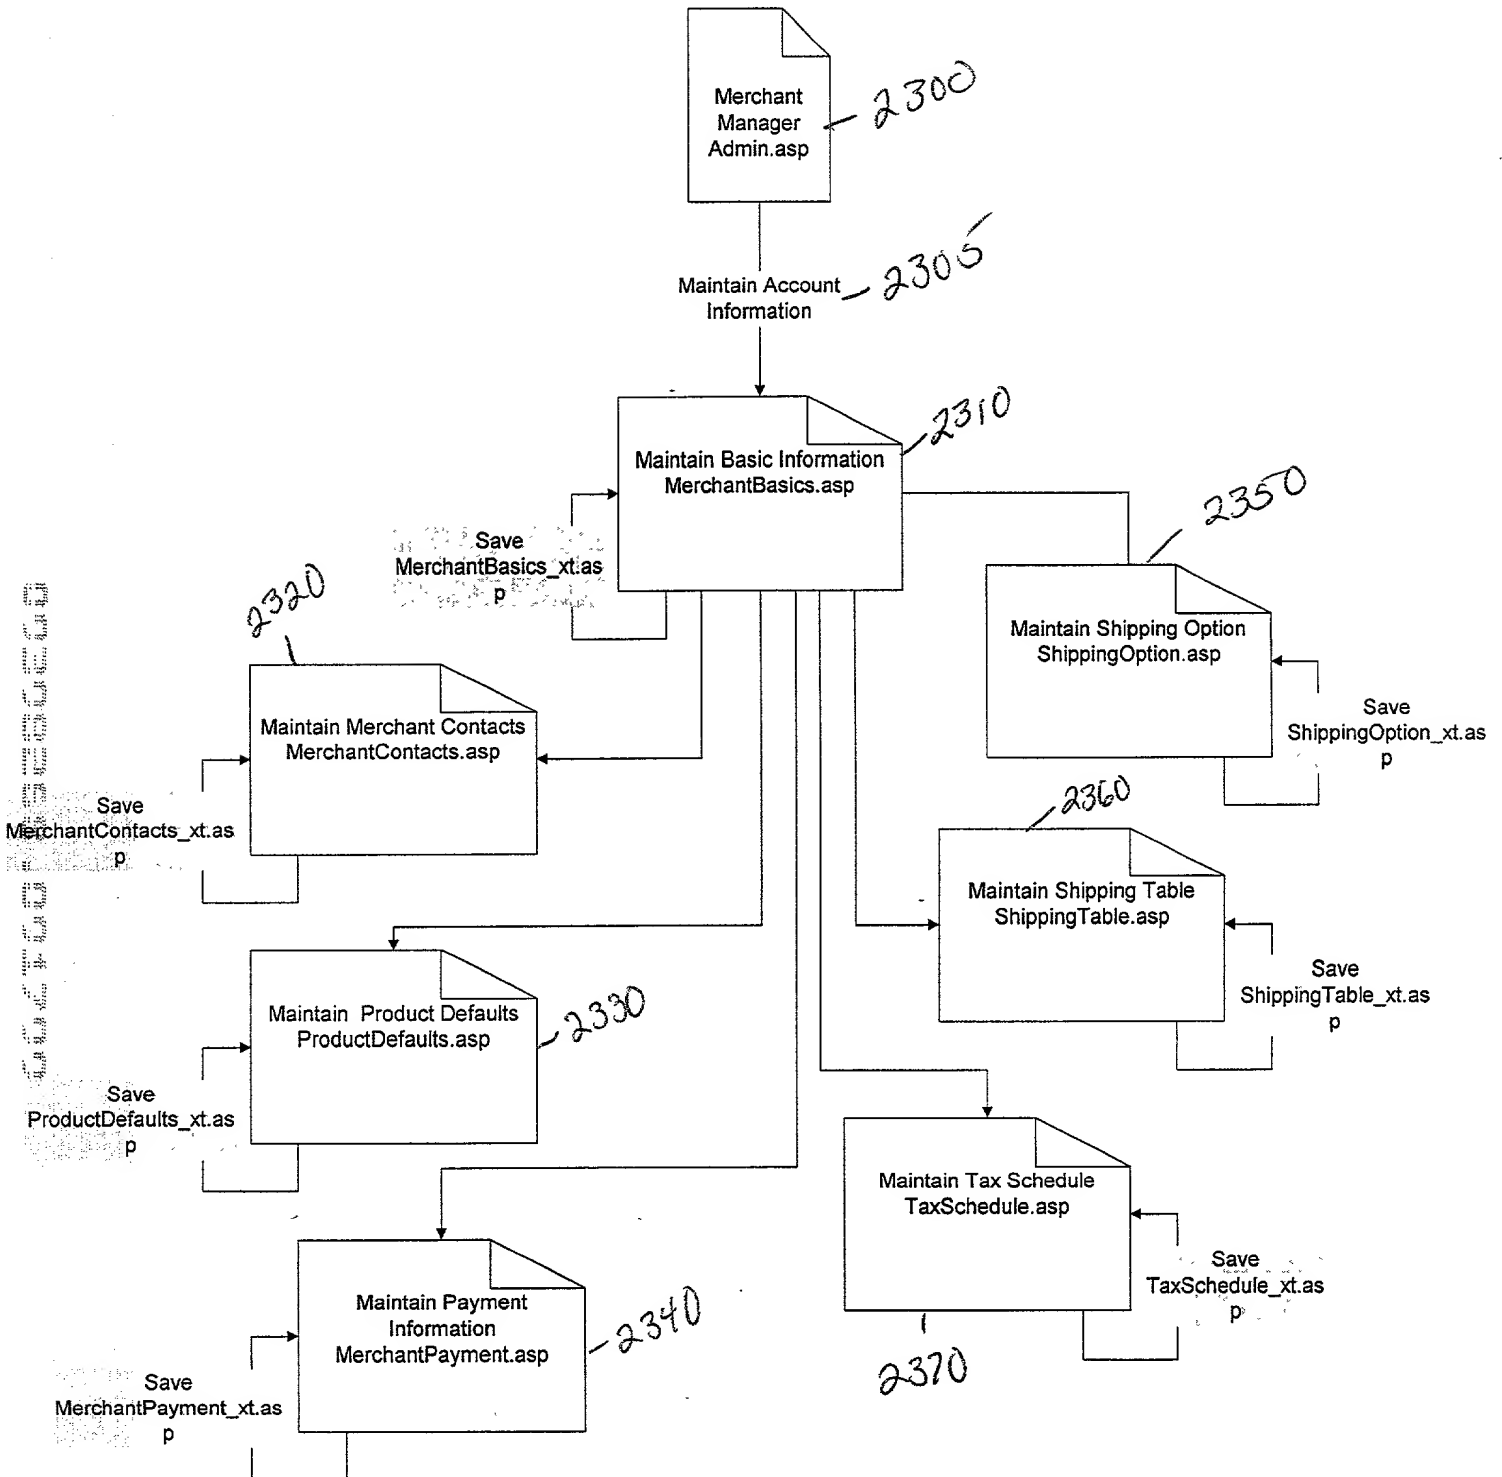 Merchant
Manager
Admin.asp
2300
Maintain Account
Information
2305
Maintain Basic Information
MerchantBasics.asp
2310
Save
MerchantBasics_xt.as
p
2350
Maintain Shipping Option
ShippingOption.asp
Save
ShippingOption_xt.as
p
2320
Maintain Merchant Contacts
MerchantContacts.asp
Save
MerchantContacts_xt.as
p
2360
Maintain Shipping Table
ShippingTable.asp
Save
ShippingTable_xt.as
p
Maintain Product Defaults
ProductDefaults.asp
2330
Save
ProductDefaults_xt.as
p
Maintain Tax Schedule
TaxSchedule.asp
Save
TaxSchedule_xt.as
p
2370
Maintain Payment
Information
MerchantPayment.asp
2340
Save
MerchantPayment_xt.as
p